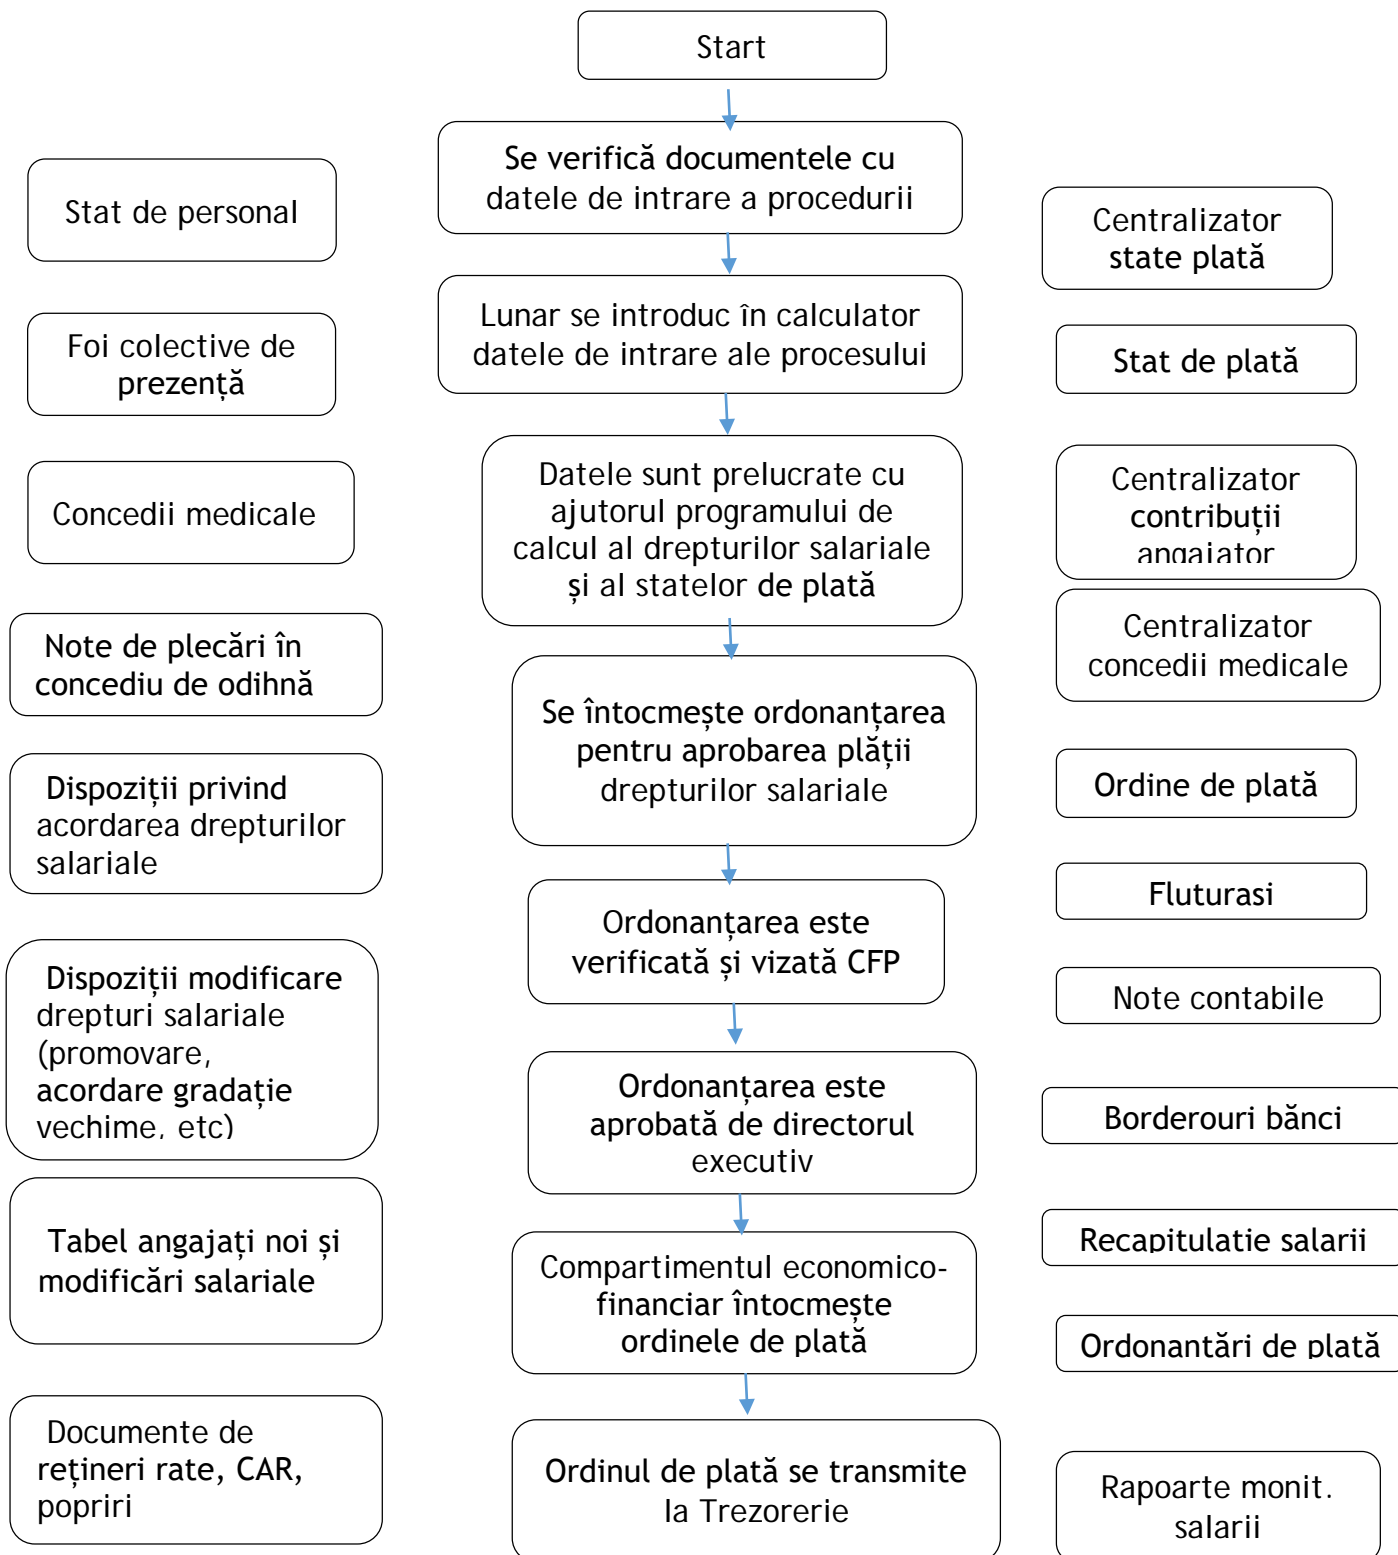 Start
Se verifică documentele cu
datele de intrare a procedurii
Lunar se introduc în calculator
datele de intrare ale procesului
Datele sunt prelucrate cu
ajutorul programului de
calcul al drepturilor salariale
și al statelor de plată
Se întocmește ordonanțarea
pentru aprobarea plății
drepturilor salariale
Ordonanțarea este
verificată și vizată CFP
Ordonanțarea este
aprobată de directorul
executiv
Compartimentul economico-
financiar întocmește
ordinele de plată
Ordinul de plată se transmite
la Trezorerie
Stat de personal
Foi colective de
prezență
Concedii medicale
Note de plecări în
concediu de odihnă
Dispoziții privind
acordarea drepturilor
salariale
Dispoziții modificare
drepturi salariale
(promovare,
acordare gradație
vechime, etc)
Tabel angajați noi și
modificări salariale
Documente de
rețineri rate, CAR,
popriri
Centralizator
state plată
Stat de plată
Centralizator
contribuții
angajator
Centralizator
concedii medicale
Ordine de plată
Fluturasi
Note contabile
Borderouri bănci
Recapitulatie salarii
Ordonantări de plată
Rapoarte monit.
salarii